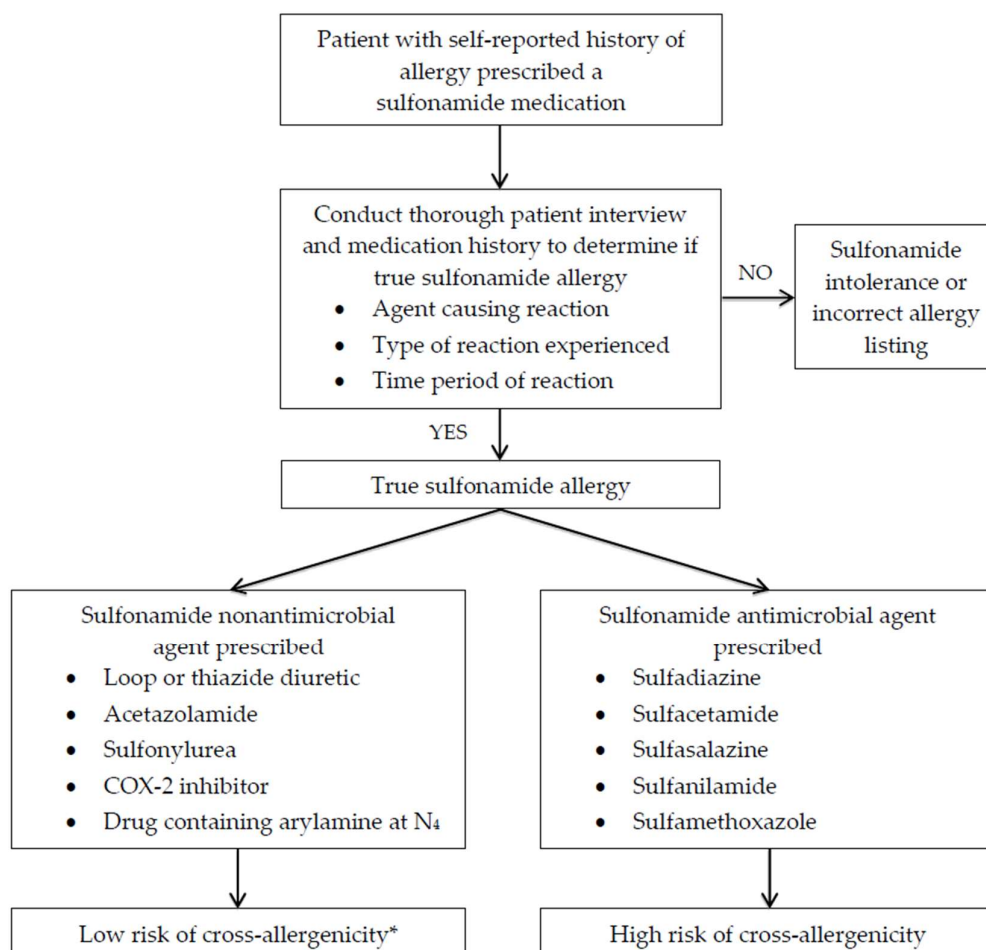 Patient with self-reported history of
allergy prescribed a
sulfonamide medication
Conduct thorough patient interview
and medication history to determine if
true sulfonamide allergy
• Agent causing reaction
• Type of reaction experienced
• Time period of reaction
NO
Sulfonamide
intolerance or
incorrect allergy
listing
YES
True sulfonamide allergy
Sulfonamide nonantimicrobial
agent prescribed
• Loop or thiazide diuretic
• Acetazolamide
• Sulfonylurea
• COX-2 inhibitor
• Drug containing arylamine at N₄
Low risk of cross-allergenicity*
Sulfonamide antimicrobial agent
prescribed
• Sulfadiazine
• Sulfacetamide
• Sulfasalazine
• Sulfanilamide
• Sulfamethoxazole
High risk of cross-allergenicity